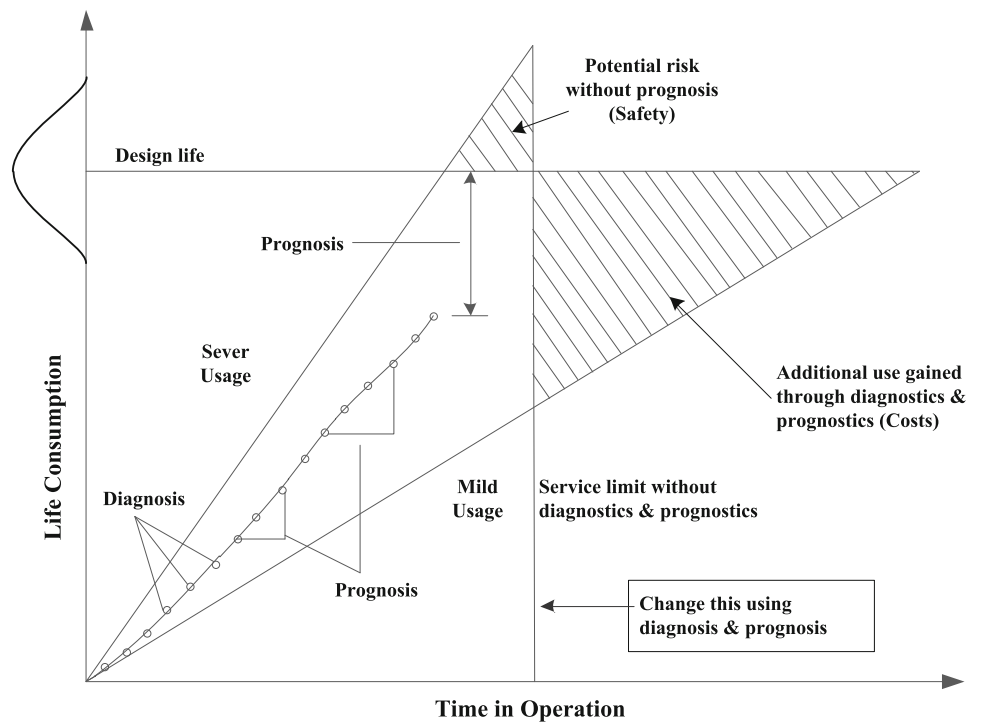 Potential risk
without prognosis
(Safety)
Design life
Prognosis
Sever
Usage
Additional use gained
through diagnostics &
prognostics (Costs)
Life Consumption
Diagnosis
Mild
Usage
Service limit without
diagnostics & prognostics
Prognosis
Change this using
diagnosis & prognosis
Time in Operation